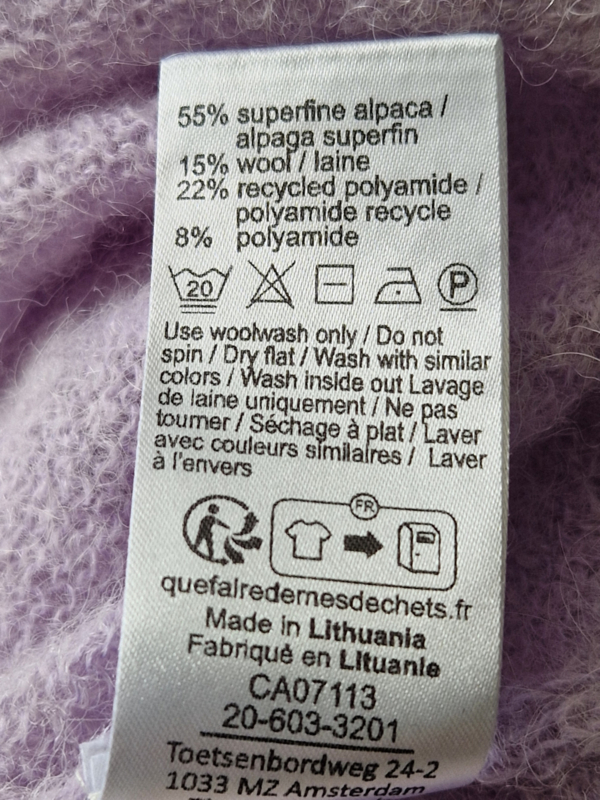 55% superfine alpaca /
alpaga superfin
15% wool / laine
22% recycled polyamide /
polyamide recycle
8% polyamide
20
P
Use woolwash only / Do not
spin / Dry flat / Wash with similar
colors / Wash inside out Lavage
de laine uniquement / Ne pas
tourner / Séchage à plat / Laver
avec couleurs similaires / Laver
à l'envers
FR
quefairedemesdechets.fr
Made in Lithuania
Fabriqué en Lituanie
CA07113
20-603-3201
Toetsenbordweg 24-2
1033 MZ Amsterdam